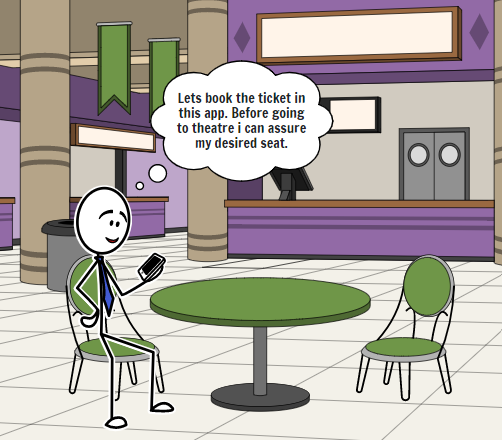 Lets book the ticket in
this app. Before going
to theatre i can assure
my desired seat.